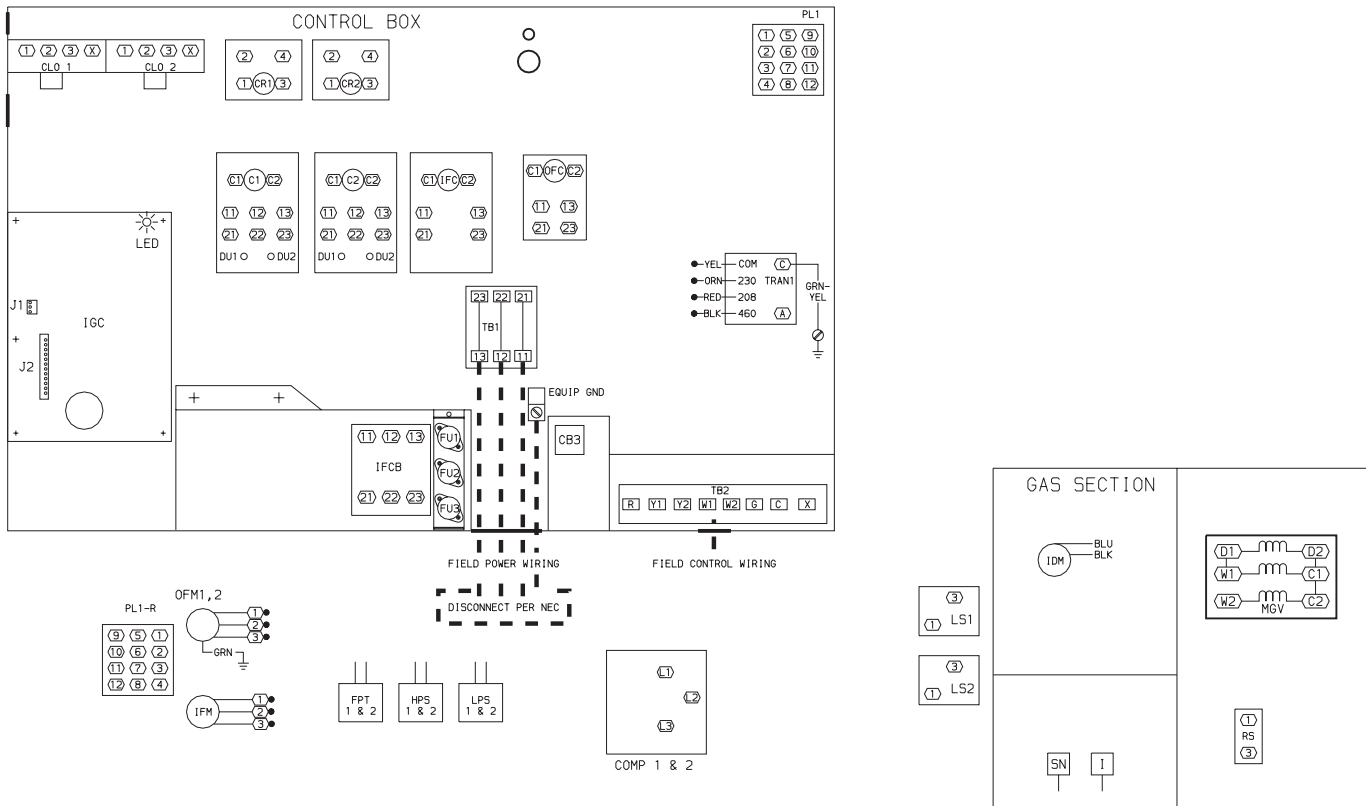 CONTROL BOX
PL1
1 5 9
2 6 10
3 7 11
4 8 12
1 2 3 X
CLO 1
1 2 3 X
CLO 2
2 4
1 CR1 3
2 4
1 CR2 3
C1 C1 C2
11 12 13
21 22 23
DU1 DU2
C1 C2 C2
11 12 13
21 22 23
DU1 DU2
C1 IFC C2
11 13
21 23
C1 OFC C2
11 13
21 23
LED
J1
IGC
J2
YEL COM C
ORN 230 TRAN1
RED 208
BLK 460 A
GRN-
YEL
23 22 21
TB1
13 12 11
EQUIP GND
11 12 13
IFCB
21 22 23
FU1
FU2
FU3
CB3
TB2
R Y1 Y2 W1 W2 G C X
FIELD POWER WIRING
FIELD CONTROL WIRING
DISCONNECT PER NEC
GAS SECTION
IDM
BLU
BLK
D1 D2
W1 C1
W2 C2
MGV
3
1 LS1
3
1 LS2
1
RS
3
SN I
PL1-R
9 5 1
10 6 2
11 7 3
12 8 4
OFM1,2
1
2
3
GRN
IFM
1
2
3
FPT
1 & 2
HPS
1 & 2
LPS
1 & 2
L1
L2
L3
COMP 1 & 2